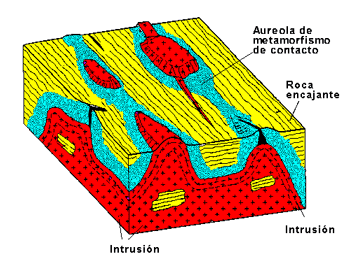 Aureola de
metamorfismo
de contacto
Roca
encajante
Intrusión
Intrusión